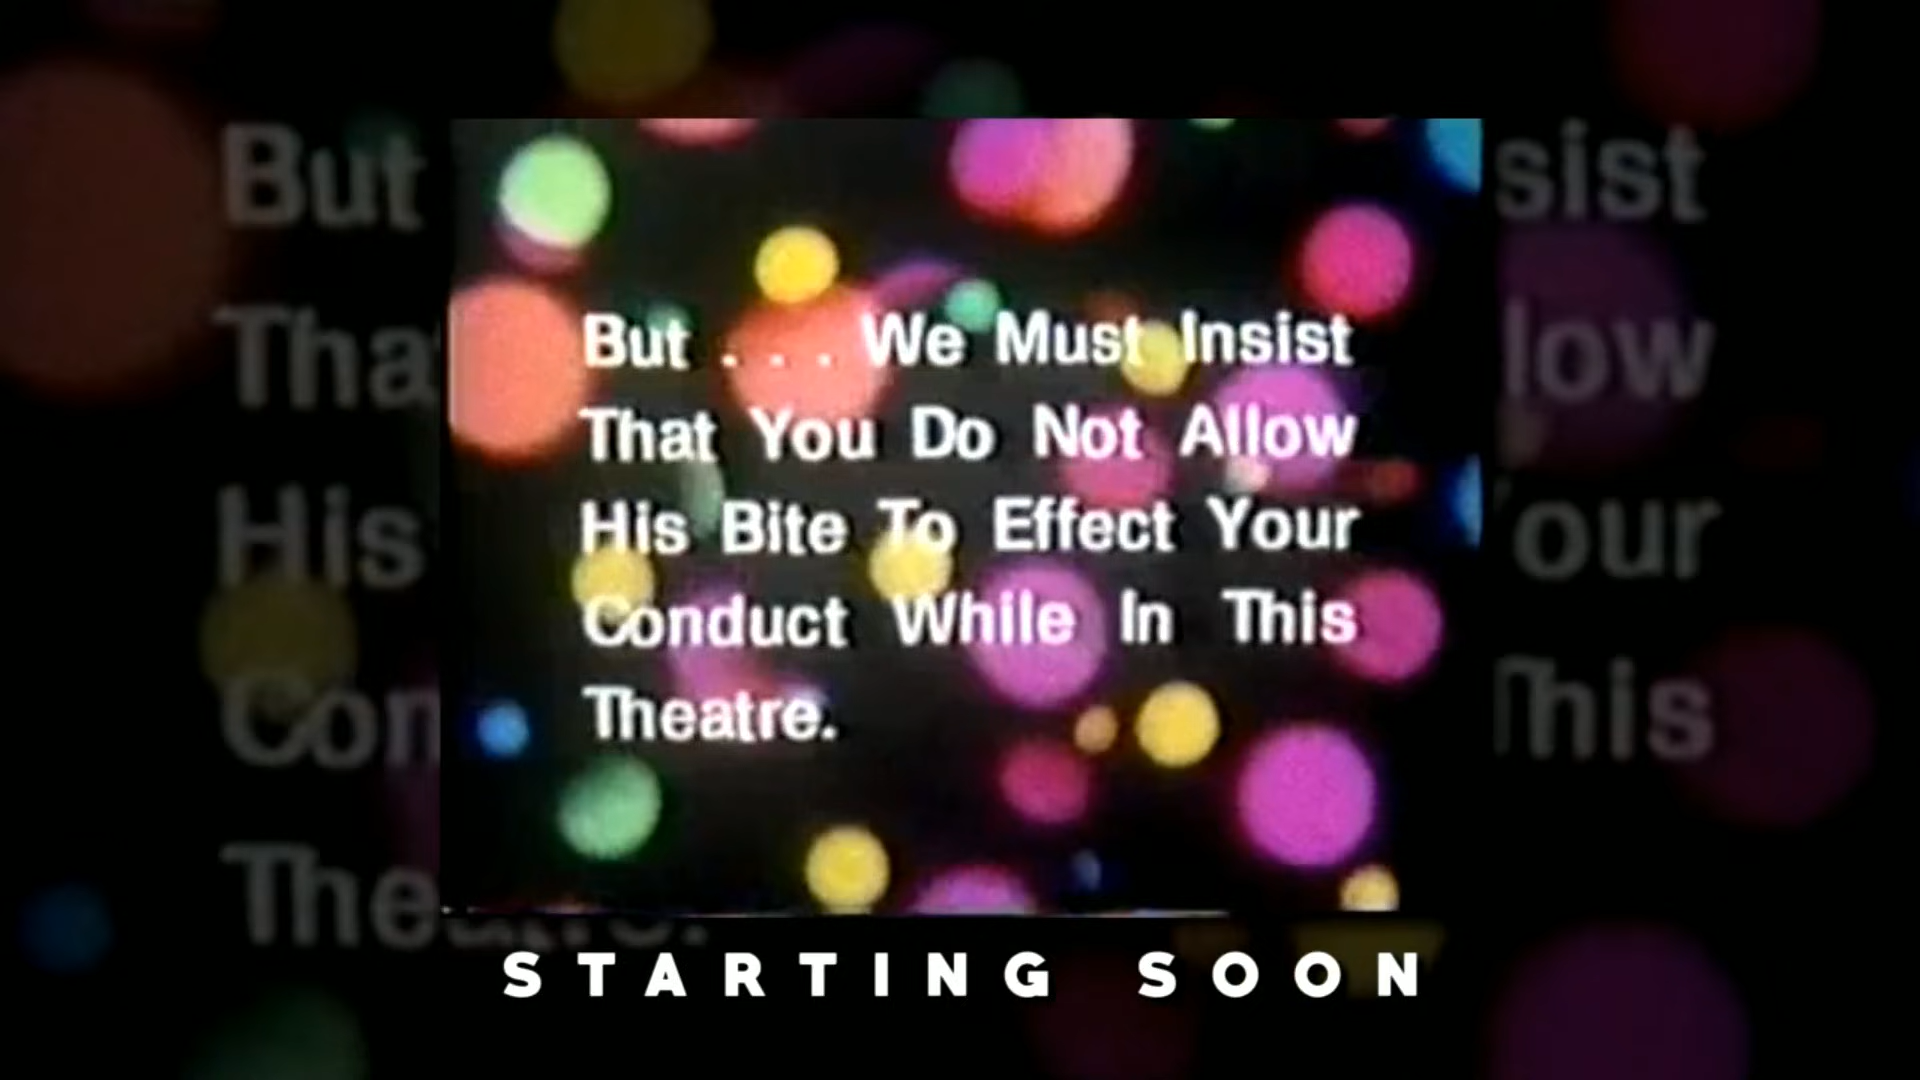 But . . . We Must Insist
That You Do Not Allow
His Bite To Effect Your
Conduct While In This
Theatre.
STARTING SOON